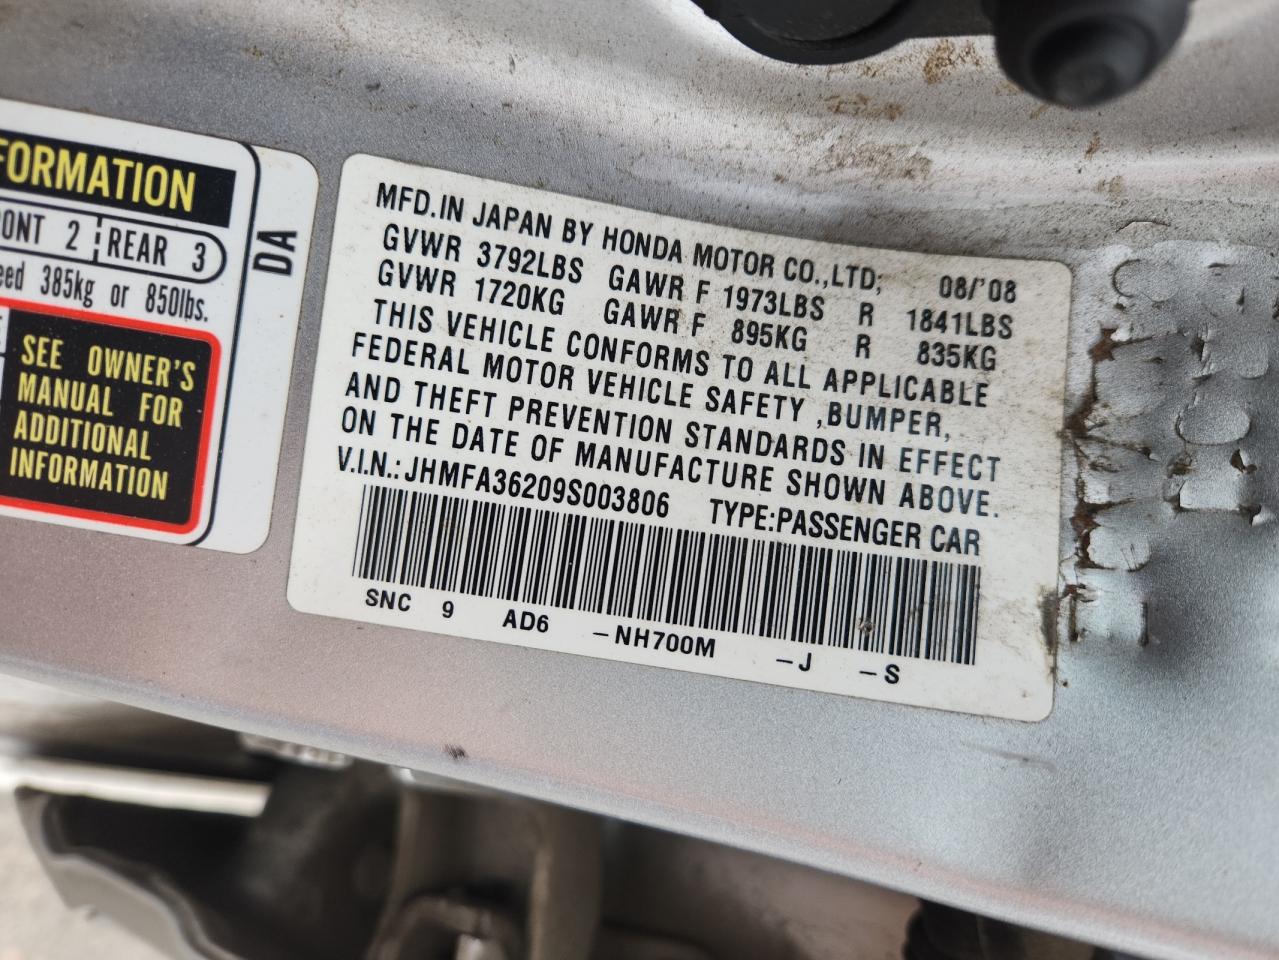 FORMATION
ONT 2 REAR 3
eed 385kg or 850lbs.
SEE OWNER'S
MANUAL FOR
ADDITIONAL
INFORMATION
DA
MFD.IN JAPAN BY HONDA MOTOR CO.,LTD; 08/'08
GVWR 3792LBS GAWR F 1973LBS R 1841LBS
GVWR 1720KG GAWR F 895KG R 835KG
THIS VEHICLE CONFORMS TO ALL APPLICABLE
FEDERAL MOTOR VEHICLE SAFETY ,BUMPER,
AND THEFT PREVENTION STANDARDS IN EFFECT
ON THE DATE OF MANUFACTURE SHOWN ABOVE.
V.I.N.: JHMFA36209S003806 TYPE:PASSENGER CAR
SNC 9 AD6 -NH700M -J -S